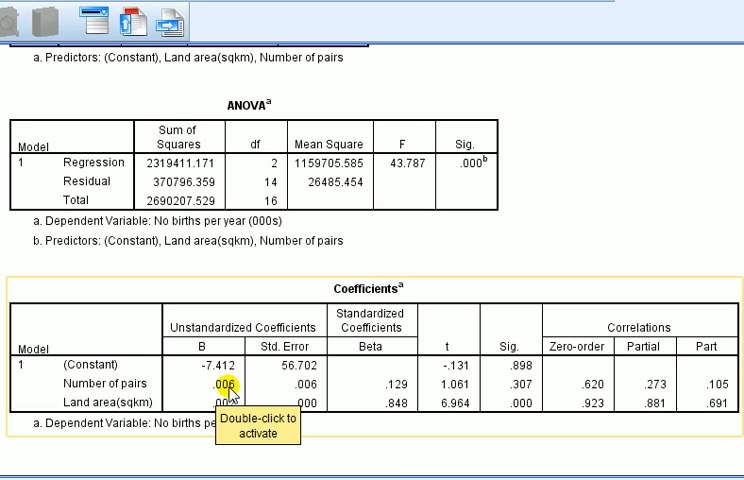 a. Predictors: (Constant), Land area(sqkm), Number of pairs
ANOVAa
Model Sum of Squares df Mean Square F Sig.
1 Regression 2319411.171 2 1159705.585 43.787 .000b
Residual 370796.359 14 26485.454
Total 2690207.529 16
a. Dependent Variable: No births per year (000s)
b. Predictors: (Constant), Land area(sqkm), Number of pairs
Coefficientsa
Unstandardized Coefficients Standardized Coefficients Correlations
Model B Std. Error Beta t Sig. Zero-order Partial Part
1 (Constant) -7.412 56.702 -.131 .898
Number of pairs .006 .006 .129 1.061 .307 .620 .273 .105
Land area(sqkm) .000 .848 6.964 .000 .923 .881 .691
a. Dependent Variable: No births pe
Double-click to
activate